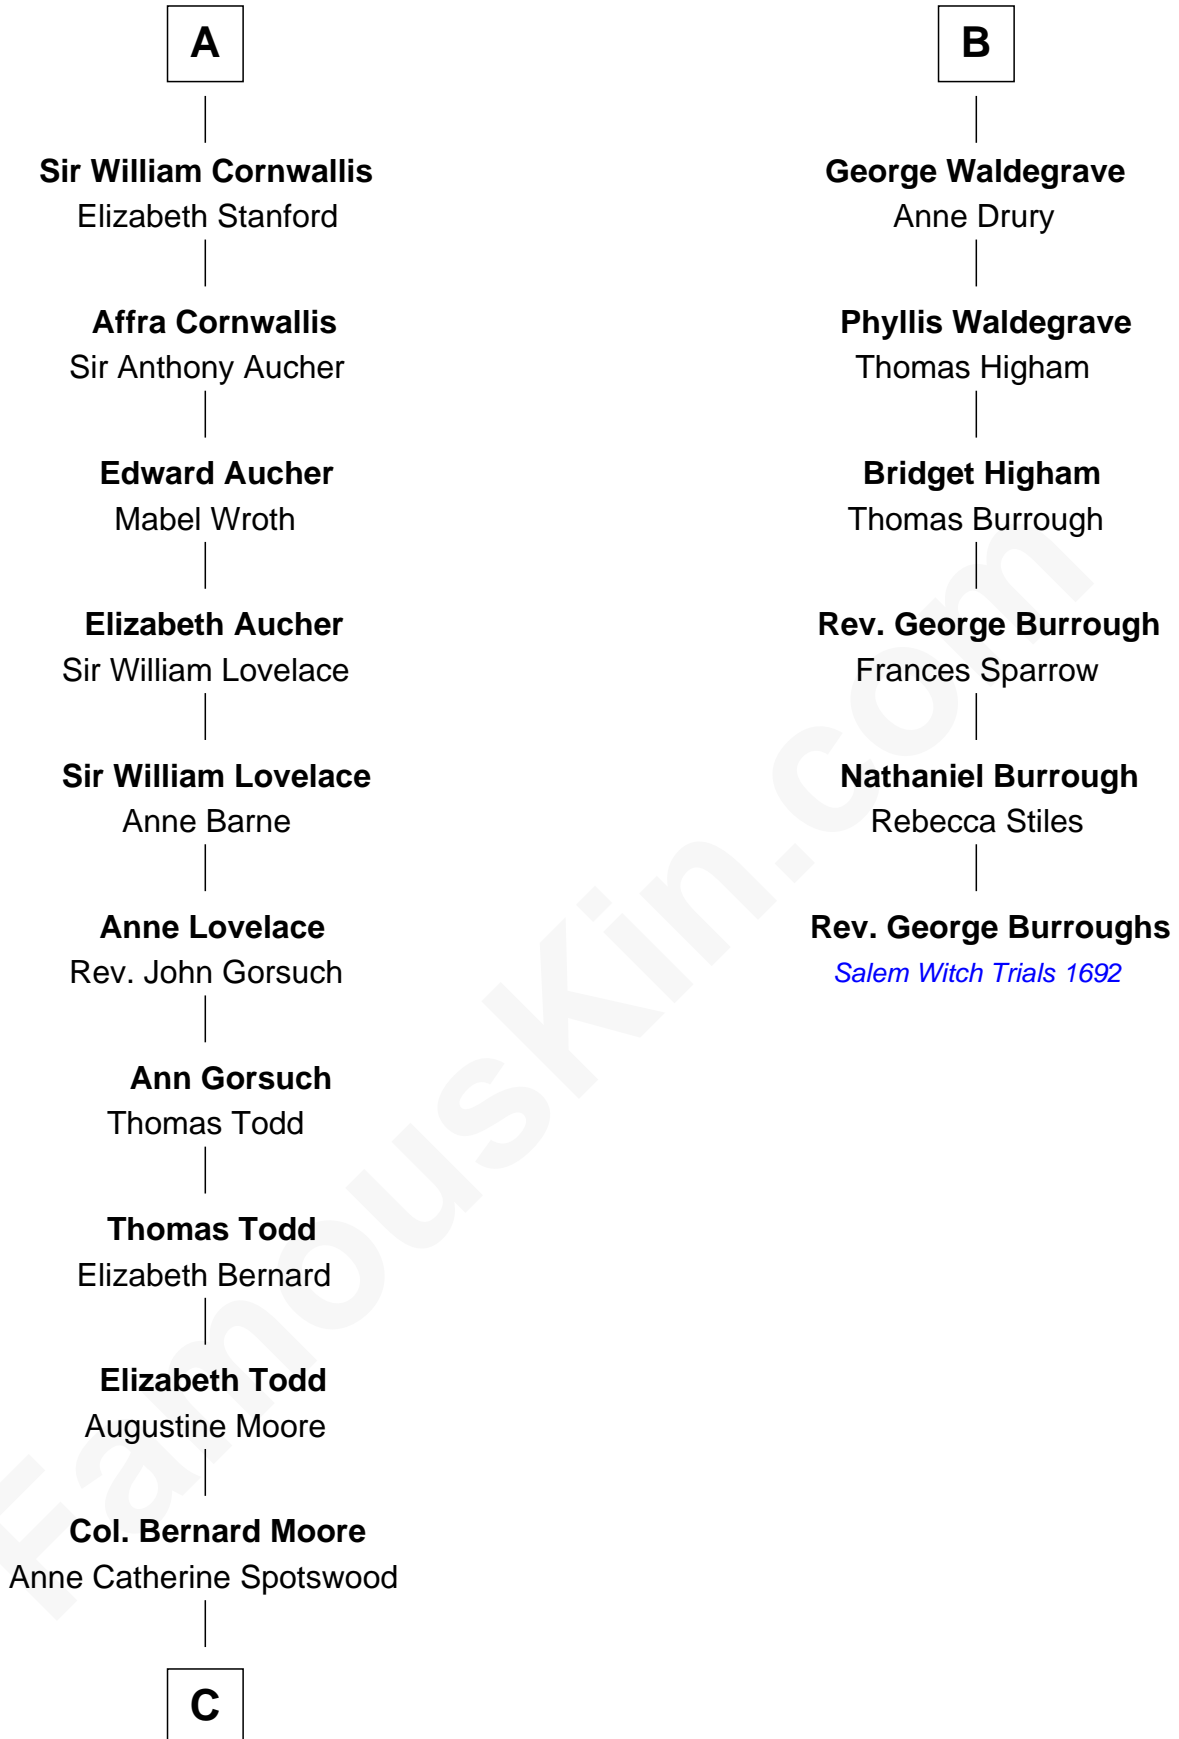 A
Sir William Cornwallis
Elizabeth Stanford
Affra Cornwallis
Sir Anthony Aucher
Edward Aucher
Mabel Wroth
Elizabeth Aucher
Sir William Lovelace
Sir William Lovelace
Anne Barne
Anne Lovelace
Rev. John Gorsuch
Ann Gorsuch
Thomas Todd
Thomas Todd
Elizabeth Bernard
Elizabeth Todd
Augustine Moore
Col. Bernard Moore
Anne Catherine Spotswood
C
B
George Waldegrave
Anne Drury
Phyllis Waldegrave
Thomas Higham
Bridget Higham
Thomas Burrough
Rev. George Burrough
Frances Sparrow
Nathaniel Burrough
Rebecca Stiles
Rev. George Burroughs
Salem Witch Trials 1692
FamousKin.com